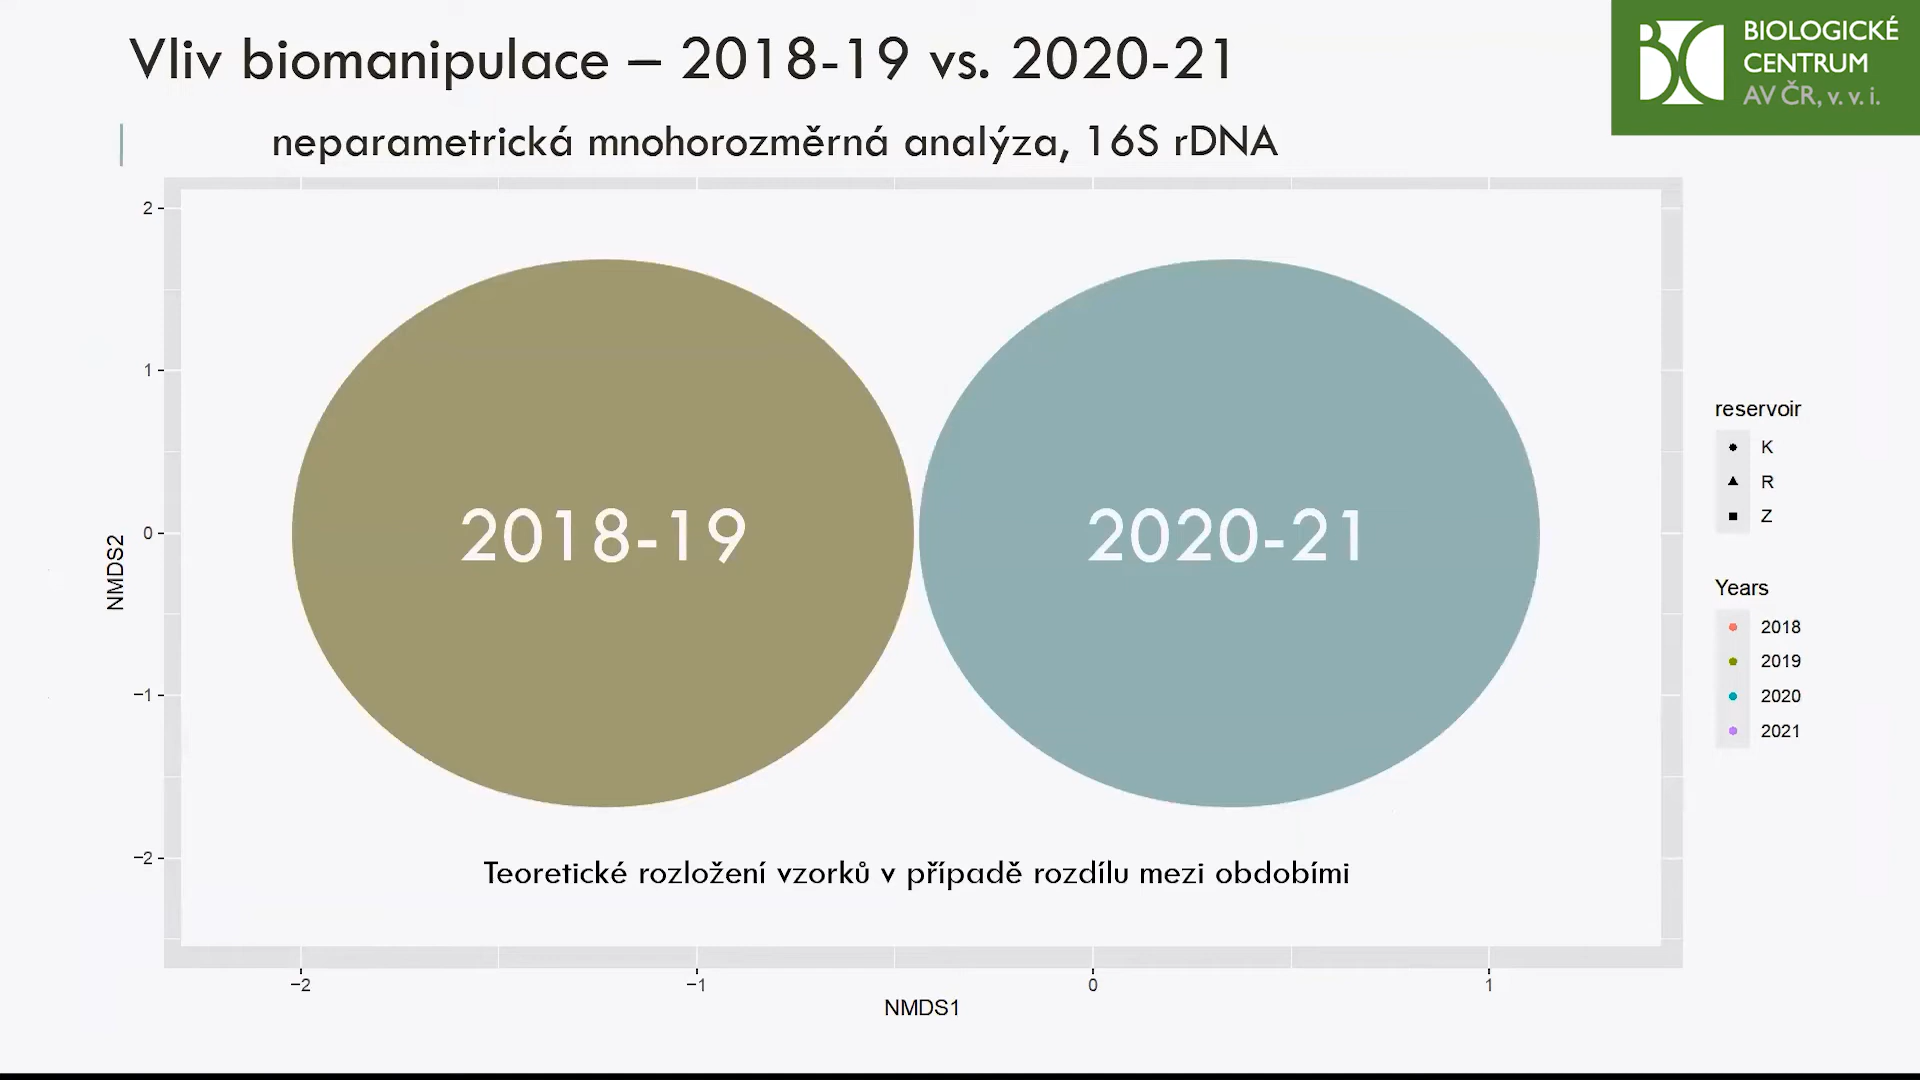 Vliv biomanipulace – 2018-19 vs. 2020-21
BIOLOGICKÉ
CENTRUM
AV ČR, v. v. i.
neparametrická mnohorozměrná analýza, 16S rDNA
2
1
0
−1
−2
NMDS2
2018-19
2020-21
Teoretické rozložení vzorků v případě rozdílu mezi obdobími
−2
−1
0
1
NMDS1
reservoir
K
R
Z
Years
2018
2019
2020
2021